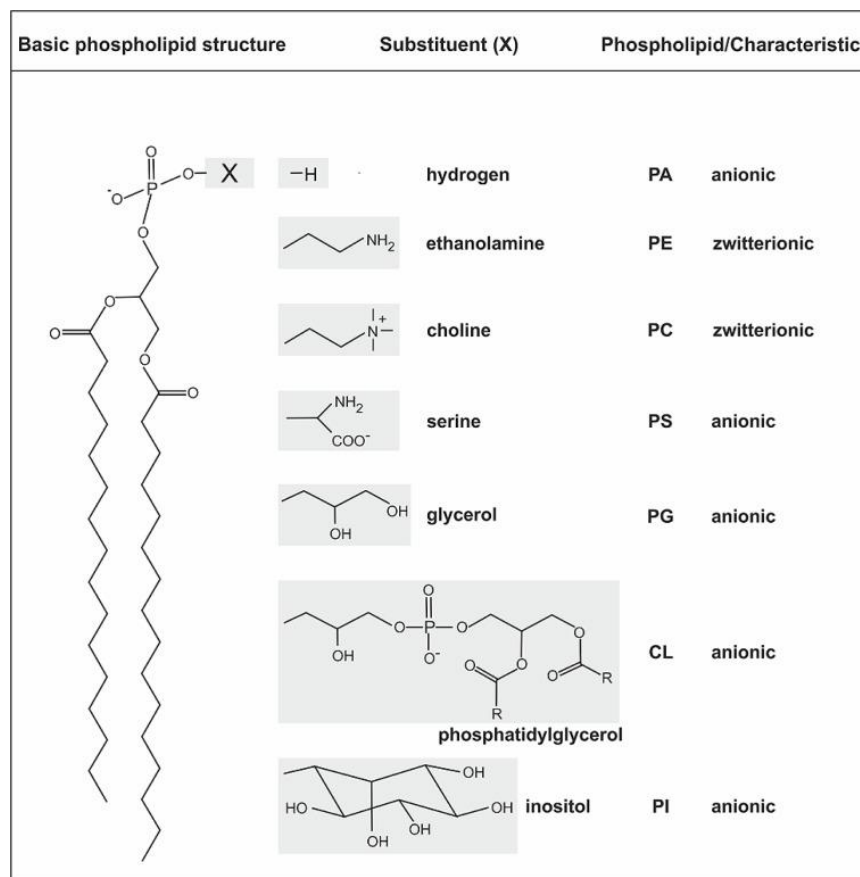 Basic phospholipid structure Substituent (X) Phospholipid/Characteristic
O
O
X
-O
P
O
O
O
O
O
–H hydrogen PA anionic
NH2 ethanolamine PE zwitterionic
N+ choline PC zwitterionic
NH2
COO-
serine PS anionic
OH
OH
glycerol PG anionic
O
O P O O
OH O- O O
O
R
R
CL anionic
phosphatidylglycerol
OH
HO OH
OH
OH
inositol PI anionic